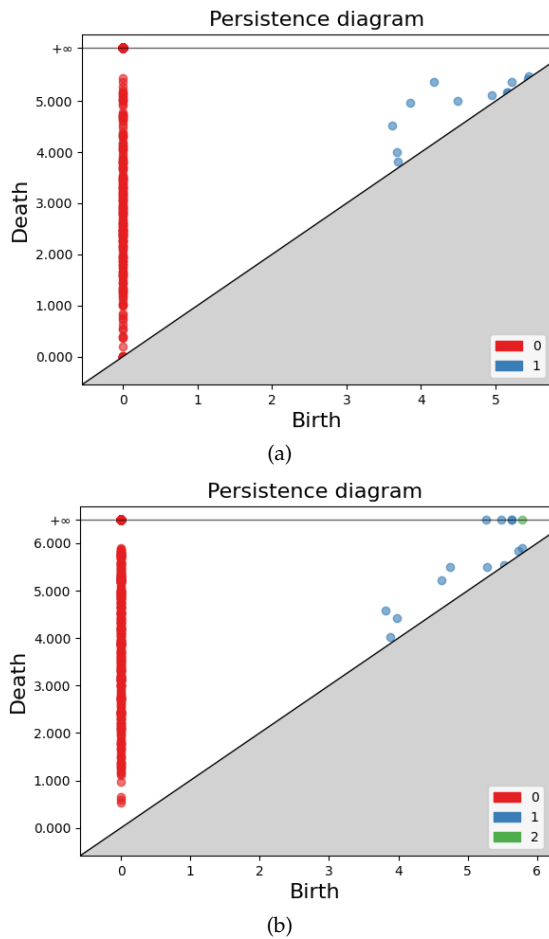 Persistence diagram
+∞
5.000
4.000
3.000
2.000
1.000
0.000
Death
0 1 2 3 4 5
Birth
0
1
(a)
Persistence diagram
+∞
6.000
5.000
4.000
3.000
2.000
1.000
0.000
Death
0 1 2 3 4 5 6
Birth
0
1
2
(b)